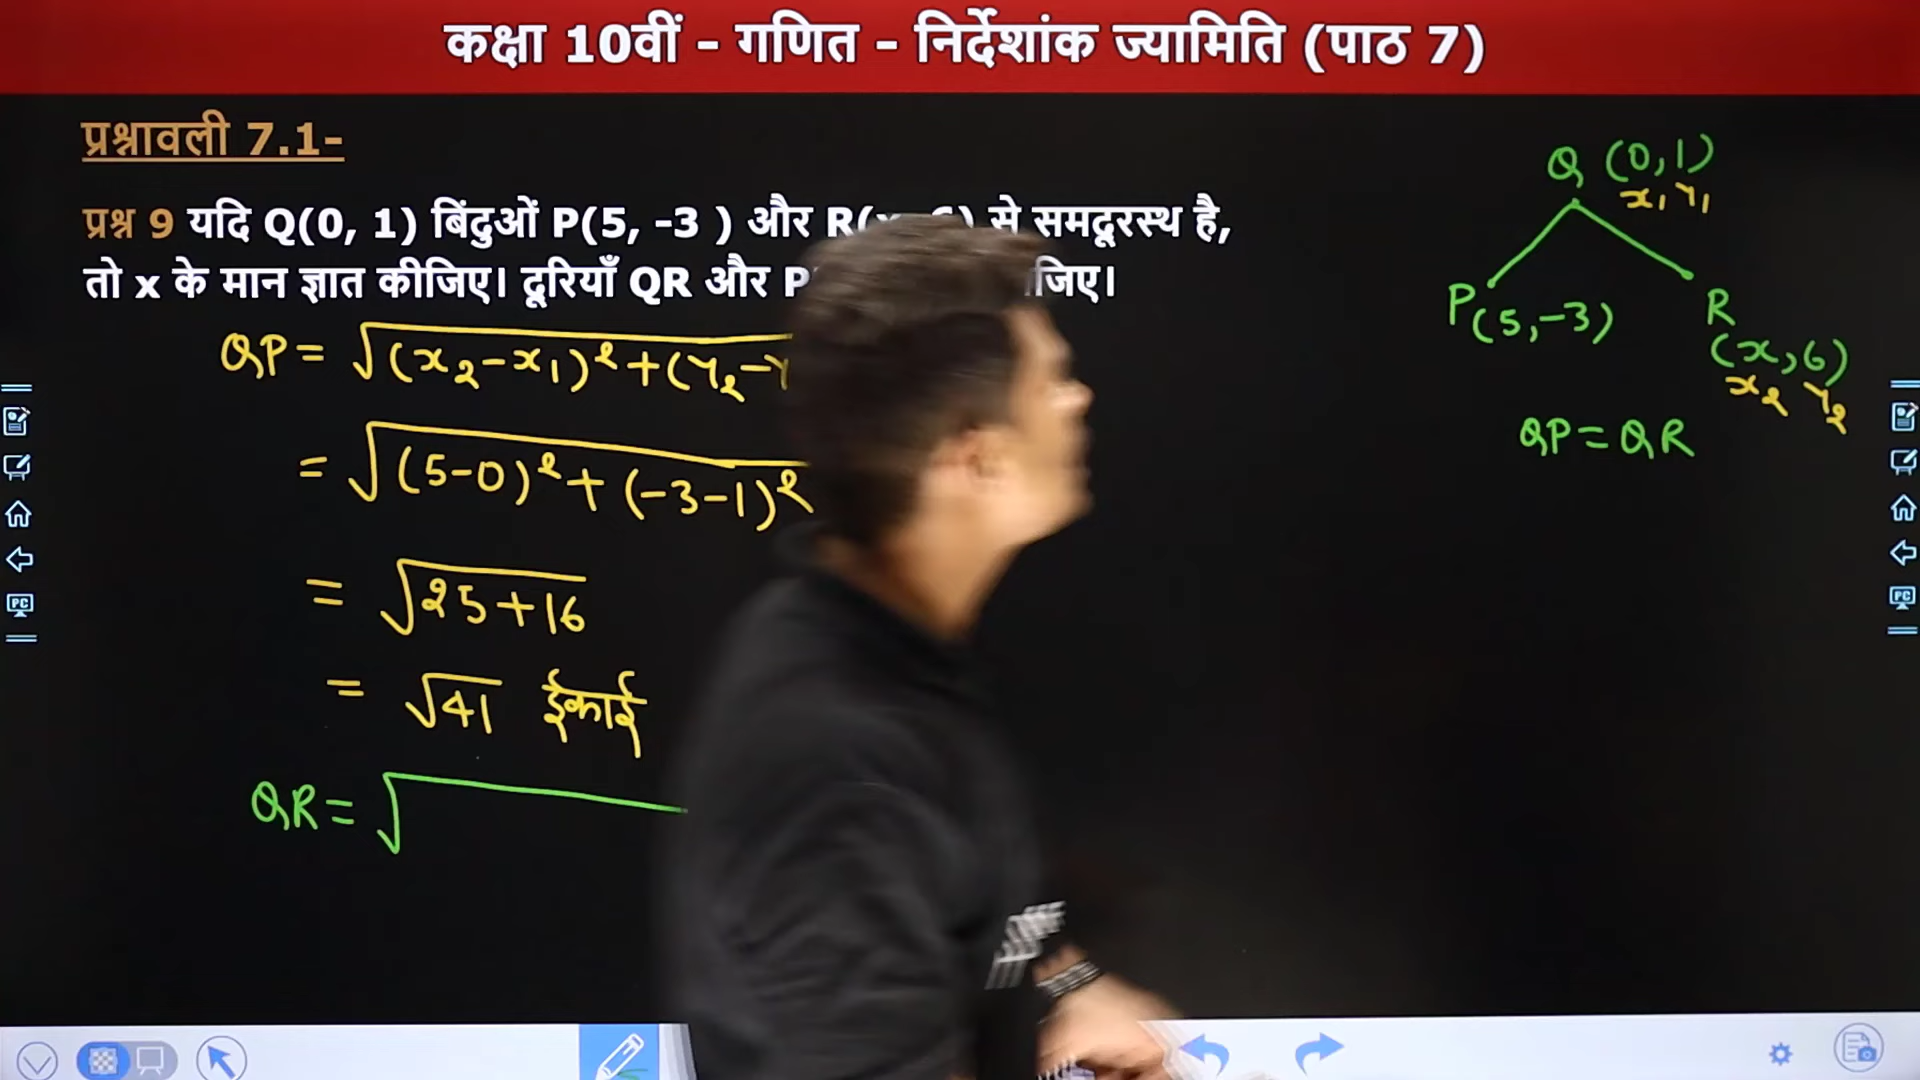 कक्षा 10वीं - गणित - निर्देशांक ज्यामिति (पाठ 7)
प्रश्नावली 7.1-
प्रश्न 9 यदि Q(0, 1) बिंदुओं P(5, -3 ) और से समदूरस्थ है,
तो x के मान ज्ञात कीजिए। दूरियाँ QR और
QP = √(x₂-x₁)²+(y₂-
= √(5-0)²+(-3-1)²
= √25+16
= √41 ईकाई
QR = √
Q (0,1)
x₁ y₁
P(5,-3)
R
(x,6)
x₂ y₂
QP = QR
PC
PC